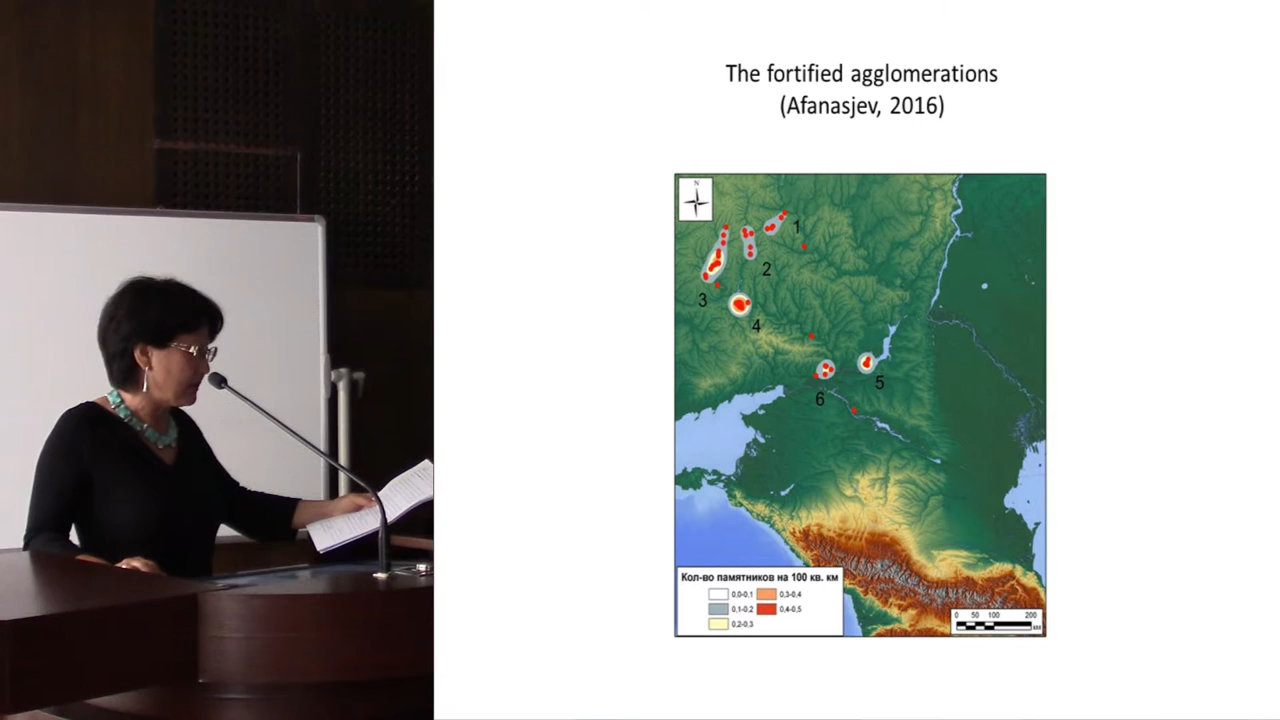 The fortified agglomerations
(Afanasjev, 2016)
N
1
2
3
4
5
6
Кол-во памятников на 100 кв. км
0,0-0,1
0,3-0,4
0,1-0,2
0,4-0,5
0,2-0,3
0 50 100 200
км